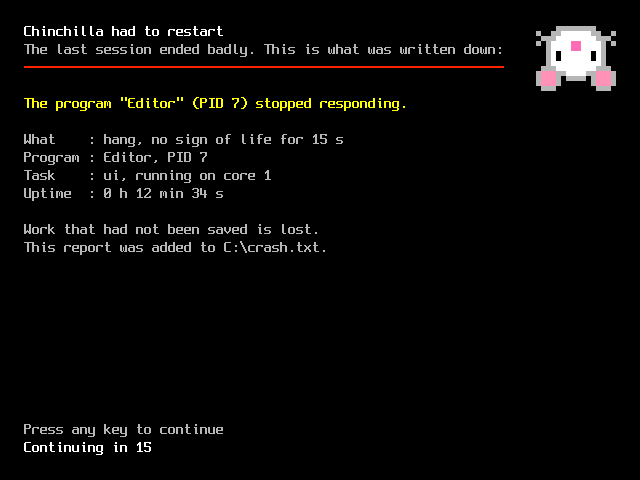 Chinchilla had to restart
The last session ended badly. This is what was written down:
The program "Editor" (PID 7) stopped responding.
What    : hang, no sign of life for 15 s
Program : Editor, PID 7
Task    : ui, running on core 1
Uptime  : 0 h 12 min 34 s
Work that had not been saved is lost.
This report was added to C:\crash.txt.
Press any key to continue
Continuing in 15